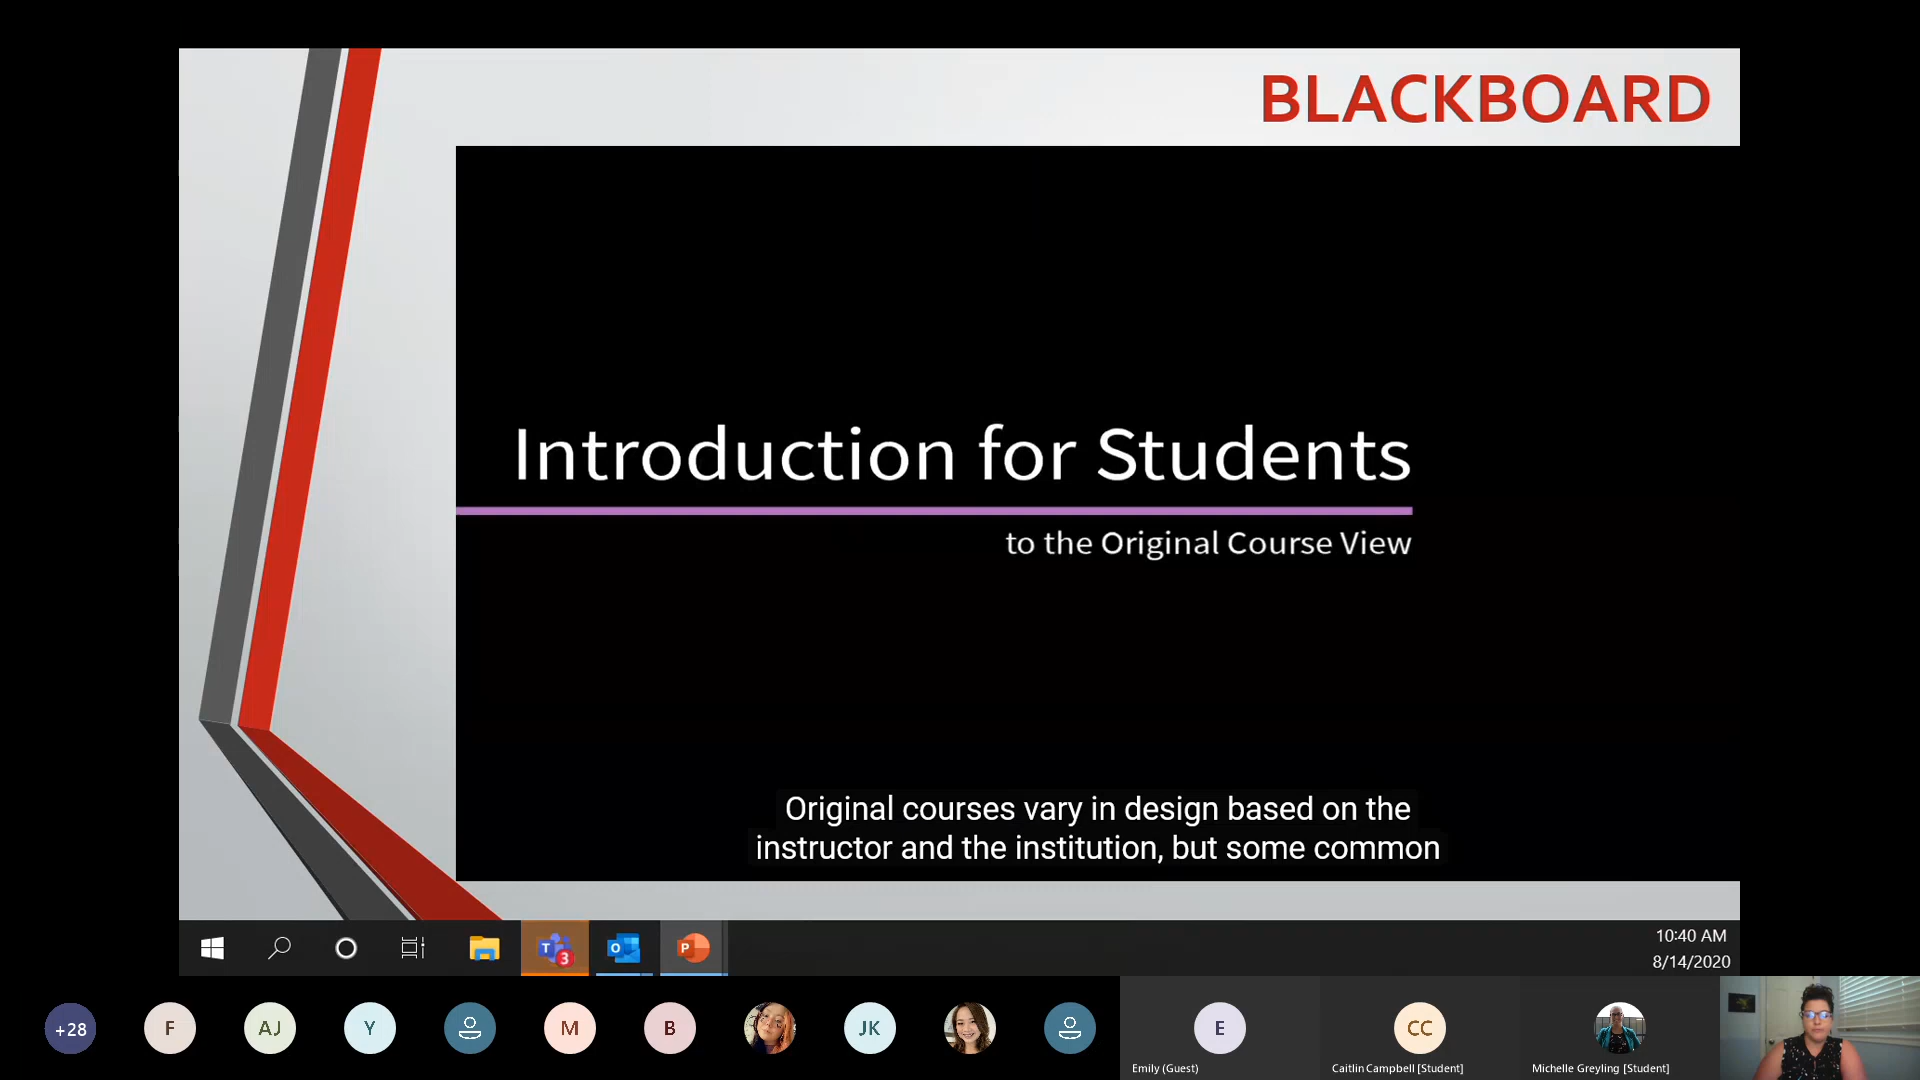 BLACKBOARD
Introduction for Students
to the Original Course View
Original courses vary in design based on the
instructor and the institution, but some common
T 3
O
P
10:40 AM
8/14/2020
+28
F
AJ
Y
M
B
JK
E
CC
Emily (Guest)
Caitlin Campbell [Student]
Michelle Greyling [Student]